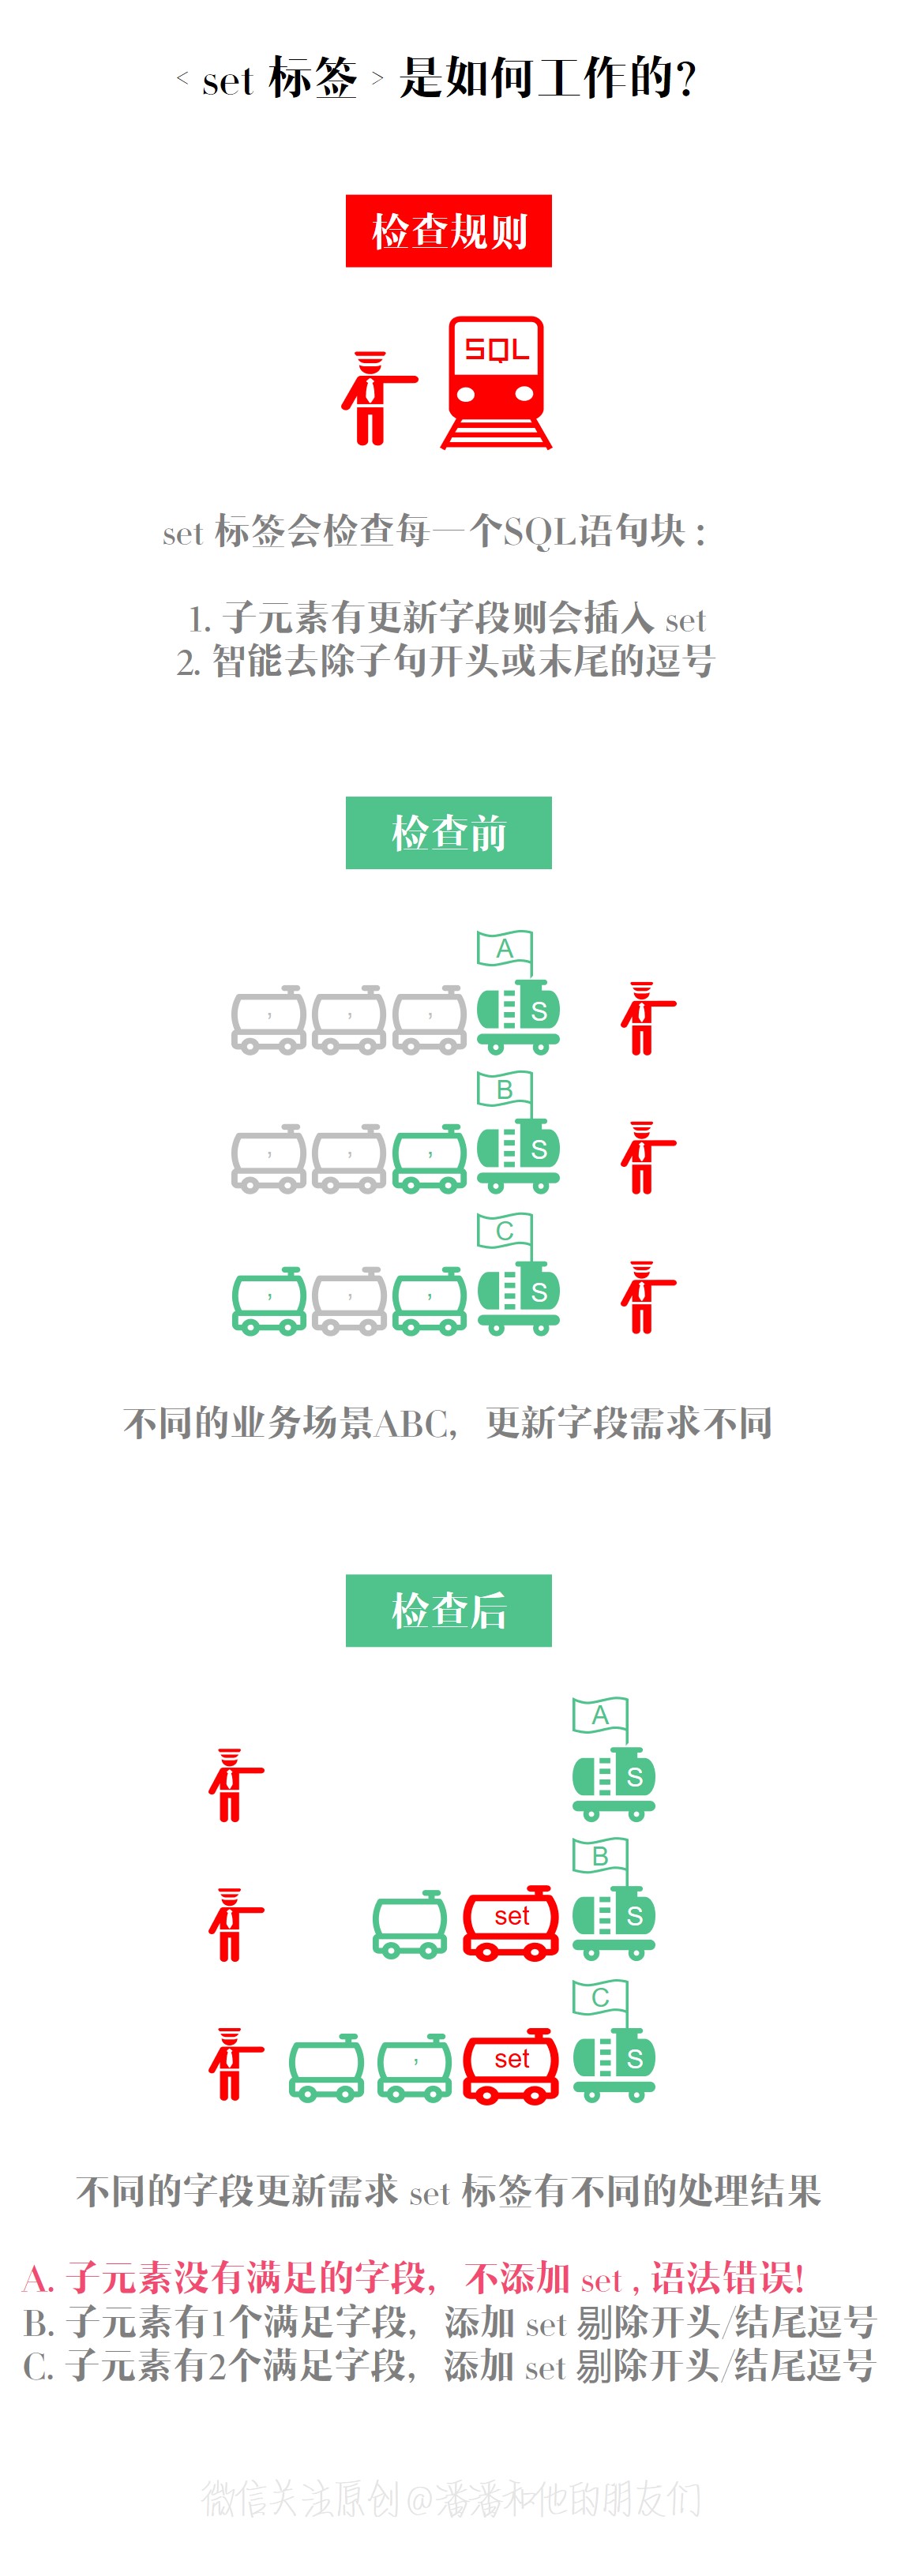 < set 标签 > 是如何工作的?
检查规则
SQL
set 标签会检查每一个SQL语句块：
1. 子元素有更新字段则会插入 set
2. 智能去除子句开头或末尾的逗号
检查前
A
, , , S
B
, , , S
C
, , , S
不同的业务场景ABC，更新字段需求不同
检查后
A
S
B
set S
C
, set S
不同的字段更新需求 set 标签有不同的处理结果
A. 子元素没有满足的字段，不添加 set , 语法错误!
B. 子元素有1个满足字段，添加 set 剔除开头/结尾逗号
C. 子元素有2个满足字段，添加 set 剔除开头/结尾逗号
微信关注原创@潘潘和他的朋友们